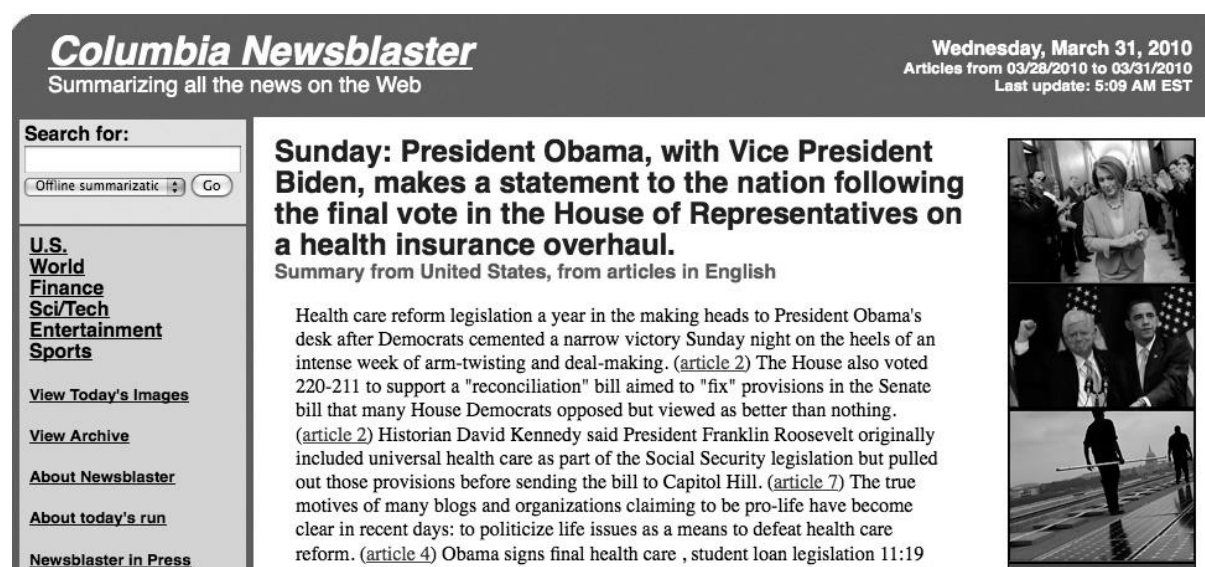 Columbia Newsblaster
Summarizing all the news on the Web
Wednesday, March 31, 2010
Articles from 03/28/2010 to 03/31/2010
Last update: 5:09 AM EST
Search for:
Offline summarizatic
Go
U.S.
World
Finance
Sci/Tech
Entertainment
Sports
View Today's Images
View Archive
About Newsblaster
About today's run
Newsblaster in Press
Sunday: President Obama, with Vice President
Biden, makes a statement to the nation following
the final vote in the House of Representatives on
a health insurance overhaul.
Summary from United States, from articles in English
Health care reform legislation a year in the making heads to President Obama's
desk after Democrats cemented a narrow victory Sunday night on the heels of an
intense week of arm-twisting and deal-making. (article 2) The House also voted
220-211 to support a "reconciliation" bill aimed to "fix" provisions in the Senate
bill that many House Democrats opposed but viewed as better than nothing.
(article 2) Historian David Kennedy said President Franklin Roosevelt originally
included universal health care as part of the Social Security legislation but pulled
out those provisions before sending the bill to Capitol Hill. (article 7) The true
motives of many blogs and organizations claiming to be pro-life have become
clear in recent days: to politicize life issues as a means to defeat health care
reform. (article 4) Obama signs final health care , student loan legislation 11:19